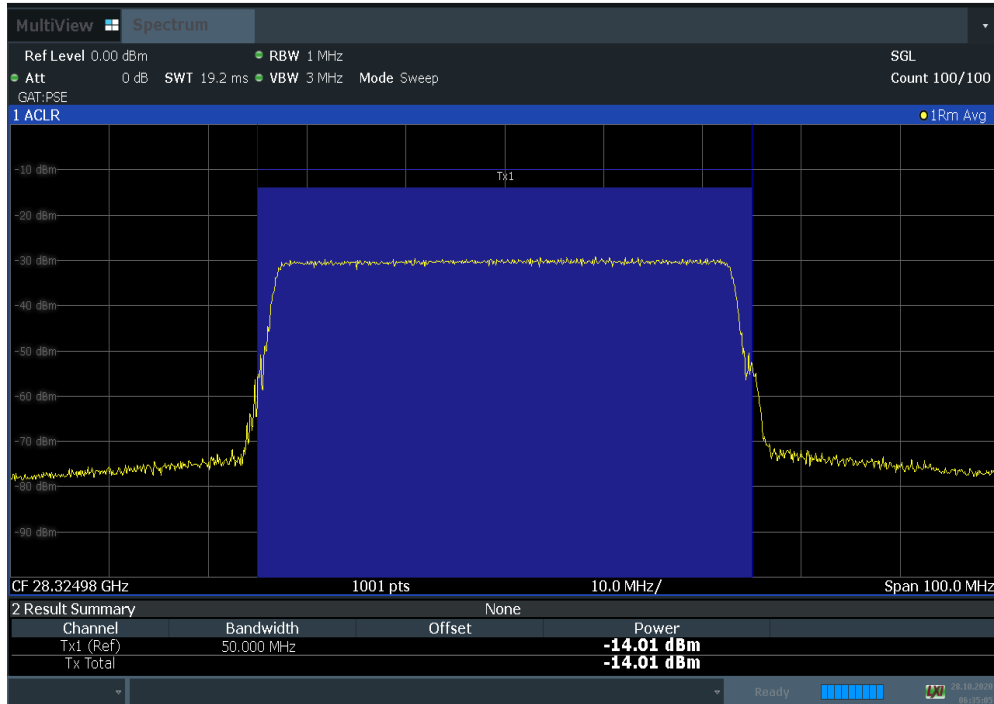 MultiView Spectrum
Ref Level 0.00 dBm RBW 1 MHz SGL
Att 0 dB SWT 19.2 ms VBW 3 MHz Mode Sweep Count 100/100
GAT:PSE
1 ACLR 1Rm Avg
-10 dBm
Tx1
-20 dBm
-30 dBm
-40 dBm
-50 dBm
-60 dBm
-70 dBm
-80 dBm
-90 dBm
CF 28.32498 GHz 1001 pts 10.0 MHz/ Span 100.0 MHz
2 Result Summary None
Channel Bandwidth Offset Power
Tx1 (Ref) 50.000 MHz -14.01 dBm
Tx Total -14.01 dBm
Ready LXI 28.10.2020
06:35:05